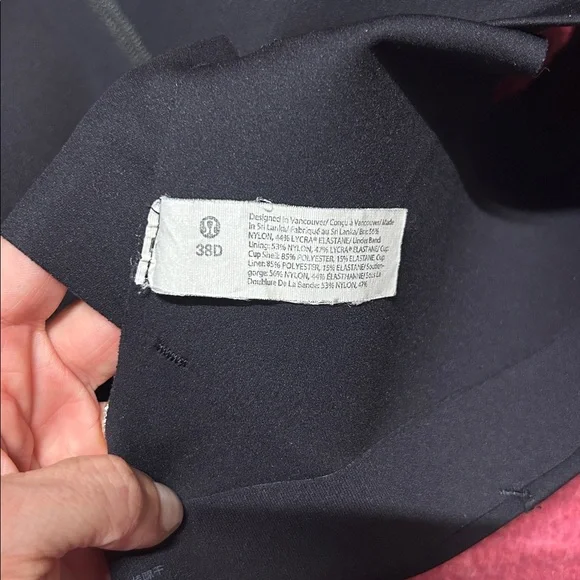 38D
Designed in Vancouver/ Conçu à Vancouver/ Made
in Sri Lanka/ Fabriqué au Sri Lanka/ Bra: 56%
NYLON, 44% LYCRA® ELASTANE/ Under Band
Lining: 53% NYLON, 47% LYCRA® ELASTANE/ Cup
Cup Shell: 85% POLYESTER, 15% ELASTANE, Cup
Liner: 85% POLYESTER, 15% ELASTANE/ Soutien-
gorge: 56% NYLON, 44% ELASTHANNE/ Sous La
Doublure De La Bande: 53% NYLON, 47%